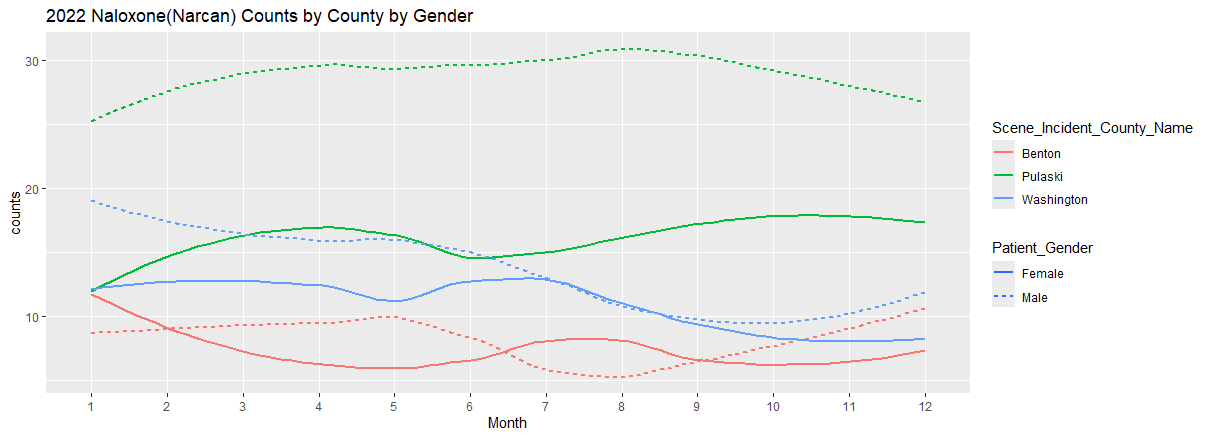 2022 Naloxone(Narcan) Counts by County by Gender
30
20
10
counts
1 2 3 4 5 6 7 8 9 10 11 12
Month
Scene_Incident_County_Name
Benton
Pulaski
Washington
Patient_Gender
Female
Male